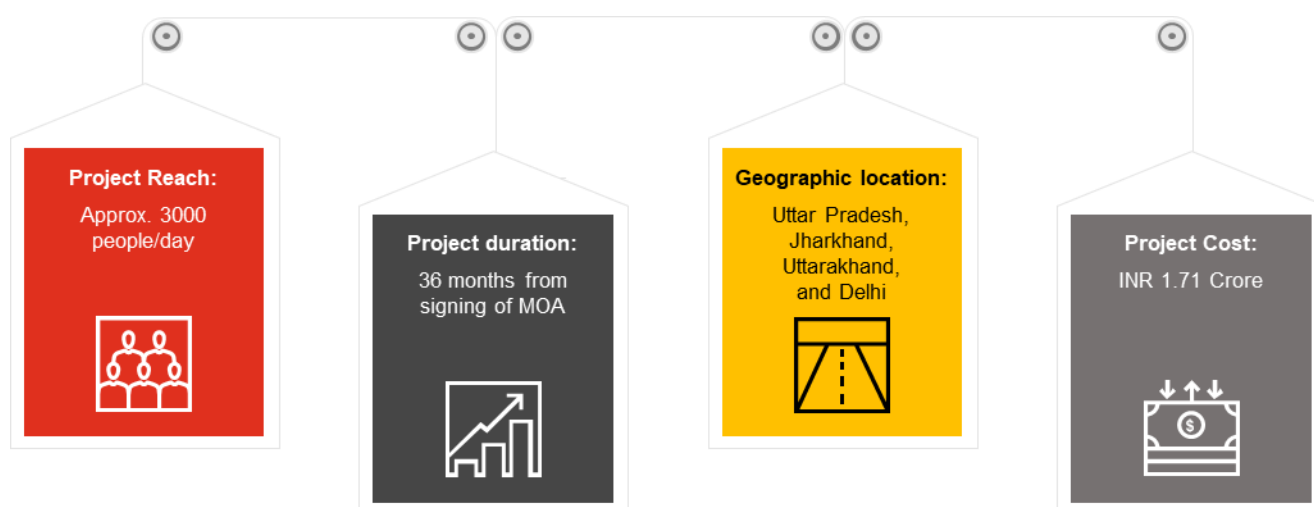 Project Reach:
Approx. 3000
people/day
Project duration:
36 months from
signing of MOA
Geographic location:
Uttar Pradesh,
Jharkhand,
Uttarakhand,
and Delhi
Project Cost:
INR 1.71 Crore
$